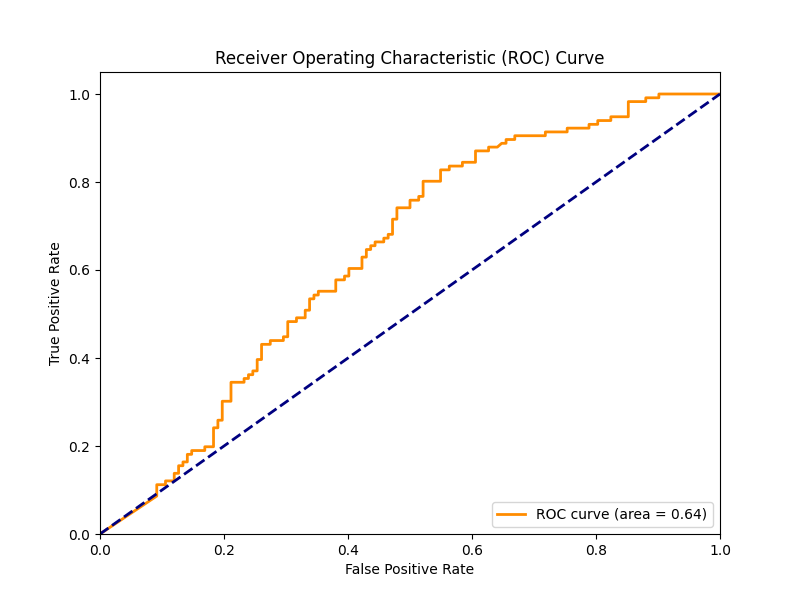 Receiver Operating Characteristic (ROC) Curve
True Positive Rate
1.0
0.8
0.6
0.4
0.2
0.0
0.0 0.2 0.4 0.6 0.8 1.0
False Positive Rate
ROC curve (area = 0.64)